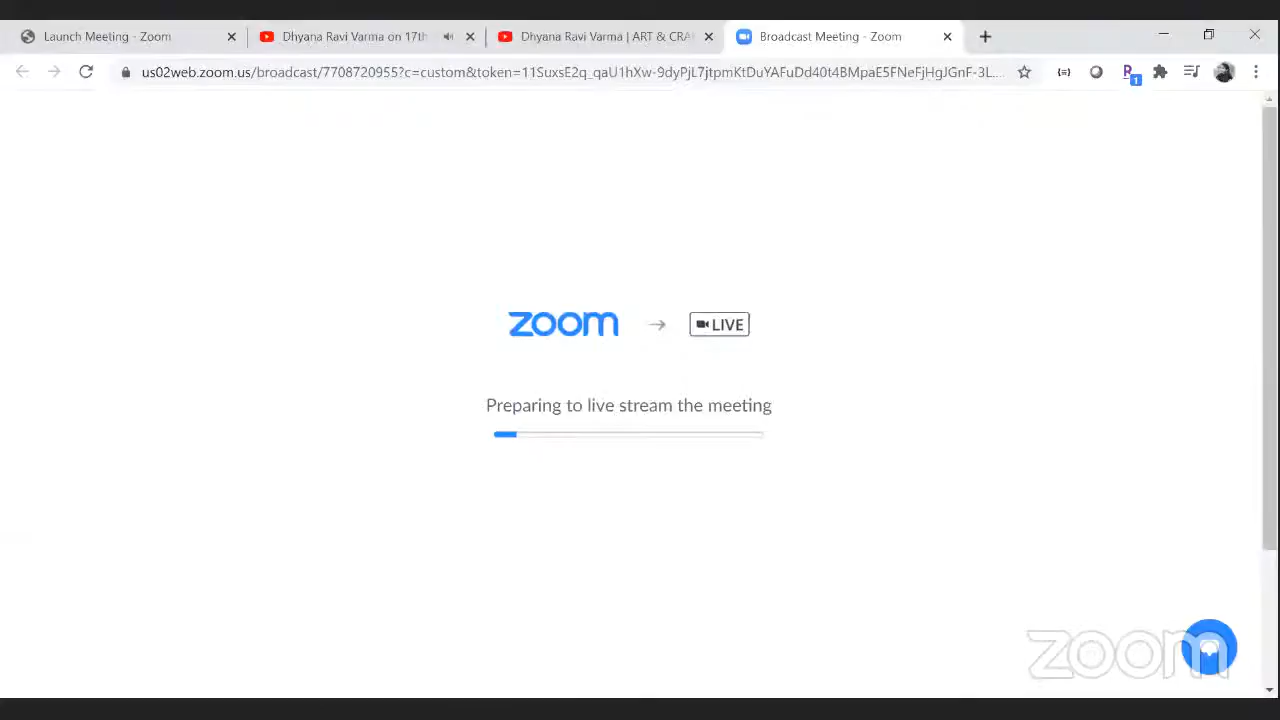 Launch Meeting - Zoom
Dhyana Ravi Varma on 17th
Dhyana Ravi Varma | ART & CRA
Broadcast Meeting - Zoom
us02web.zoom.us/broadcast/7708720955?c=custom&token=11SuxsE2q_qaU1hXw-9dyPjL7jtpmKtDuYAFuDd40t4BMpaE5FNeFjHgJGnF-3L...
R
1
zoom
LIVE
Preparing to live stream the meeting
zoom